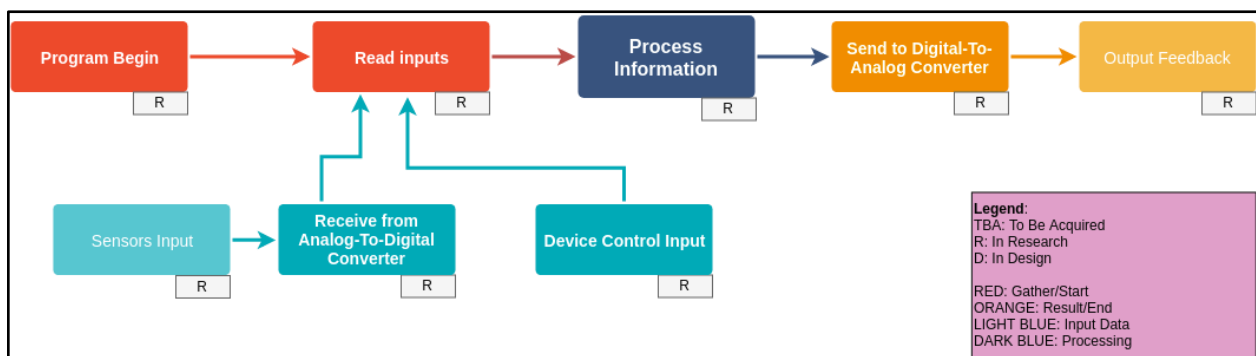 Program Begin
R
Read inputs
R
Process
Information
R
Send to Digital-To-
Analog Converter
R
Output Feedback
R
Sensors Input
R
Receive from
Analog-To-Digital
Converter
R
Device Control Input
R
Legend:
TBA: To Be Acquired
R: In Research
D: In Design
RED: Gather/Start
ORANGE: Result/End
LIGHT BLUE: Input Data
DARK BLUE: Processing